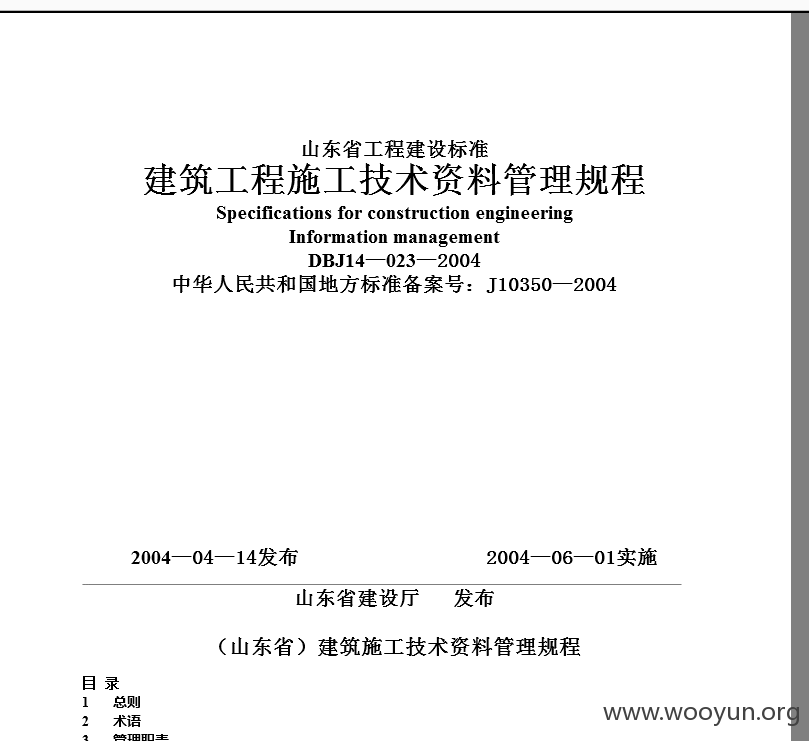 山东省工程建设标准
建筑工程施工技术资料管理规程
Specifications for construction engineering
Information management
DBJ14—023—2004
中华人民共和国地方标准备案号：J10350—2004
2004—04—14发布 2004—06—01实施
山东省建设厅 发布
（山东省）建筑施工技术资料管理规程
目 录
1 总则
2 术语
3 管理职责
www.wooyun.org